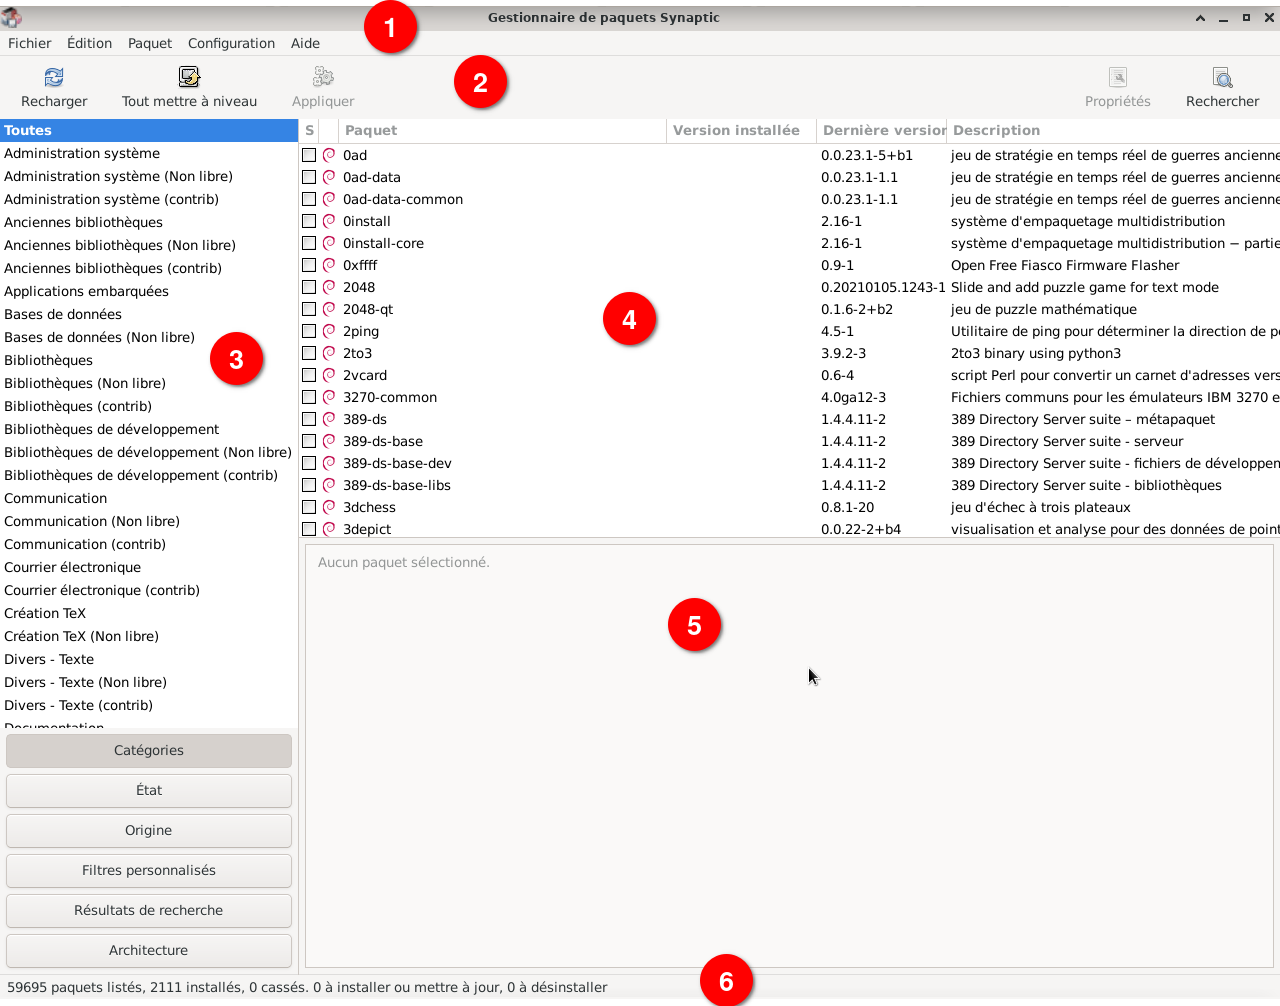 Gestionnaire de paquets Synaptic
1
Fichier Édition Paquet Configuration Aide
2
Recharger Tout mettre à niveau Appliquer Propriétés Rechercher
Toutes
Administration système
Administration système (Non libre)
Administration système (contrib)
Anciennes bibliothèques
Anciennes bibliothèques (Non libre)
Anciennes bibliothèques (contrib)
Applications embarquées
Bases de données
Bases de données (Non libre)
Bibliothèques
Bibliothèques (Non libre)
Bibliothèques (contrib)
Bibliothèques de développement
Bibliothèques de développement (Non libre)
Bibliothèques de développement (contrib)
Communication
Communication (Non libre)
Communication (contrib)
Courrier électronique
Courrier électronique (contrib)
Création TeX
Création TeX (Non libre)
Divers - Texte
Divers - Texte (Non libre)
Divers - Texte (contrib)
Documentation
3
Catégories
État
Origine
Filtres personnalisés
Résultats de recherche
Architecture
S Paquet Version installée Dernière version Description
0ad 0.0.23.1-5+b1 jeu de stratégie en temps réel de guerres ancienne
0ad-data 0.0.23.1-1.1 jeu de stratégie en temps réel de guerres ancienne
0ad-data-common 0.0.23.1-1.1 jeu de stratégie en temps réel de guerres ancienne
0install 2.16-1 système d'empaquetage multidistribution
0install-core 2.16-1 système d'empaquetage multidistribution − partie
0xffff 0.9-1 Open Free Fiasco Firmware Flasher
2048 0.20210105.1243-1 Slide and add puzzle game for text mode
2048-qt 0.1.6-2+b2 jeu de puzzle mathématique
4
2ping 4.5-1 Utilitaire de ping pour déterminer la direction de p
2to3 3.9.2-3 2to3 binary using python3
2vcard 0.6-4 script Perl pour convertir un carnet d'adresses vers
3270-common 4.0ga12-3 Fichiers communs pour les émulateurs IBM 3270 e
389-ds 1.4.4.11-2 389 Directory Server suite – métapaquet
389-ds-base 1.4.4.11-2 389 Directory Server suite - serveur
389-ds-base-dev 1.4.4.11-2 389 Directory Server suite - fichiers de développen
389-ds-base-libs 1.4.4.11-2 389 Directory Server suite - bibliothèques
3dchess 0.8.1-20 jeu d'échec à trois plateaux
3depict 0.0.22-2+b4 visualisation et analyse pour des données de point
Aucun paquet sélectionné.
5
6
59695 paquets listés, 2111 installés, 0 cassés. 0 à installer ou mettre à jour, 0 à désinstaller